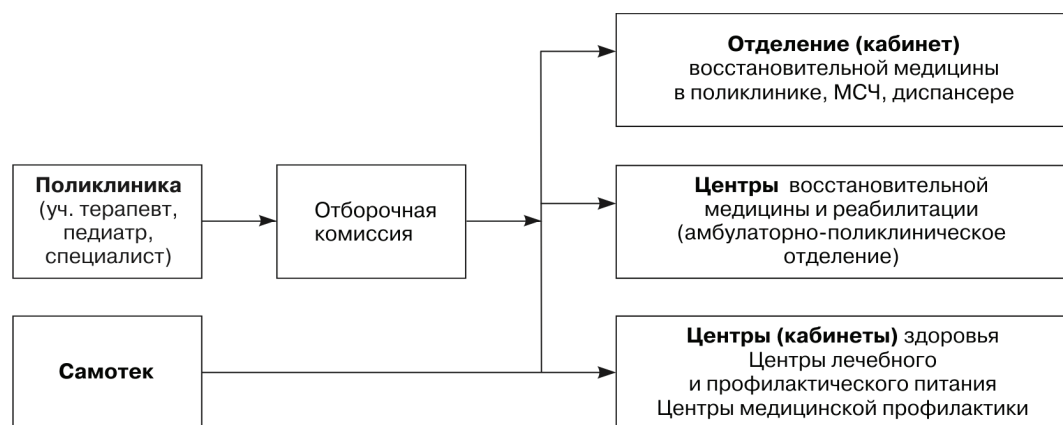 Отделение (кабинет)
восстановительной медицины
в поликлинике, МСЧ, диспансере
Поликлиника
(уч. терапевт,
педиатр,
специалист)
Отборочная
комиссия
Центры восстановительной
медицины и реабилитации
(амбулаторно-поликлиническое
отделение)
Самотек
Центры (кабинеты) здоровья
Центры лечебного
и профилактического питания
Центры медицинской профилактики